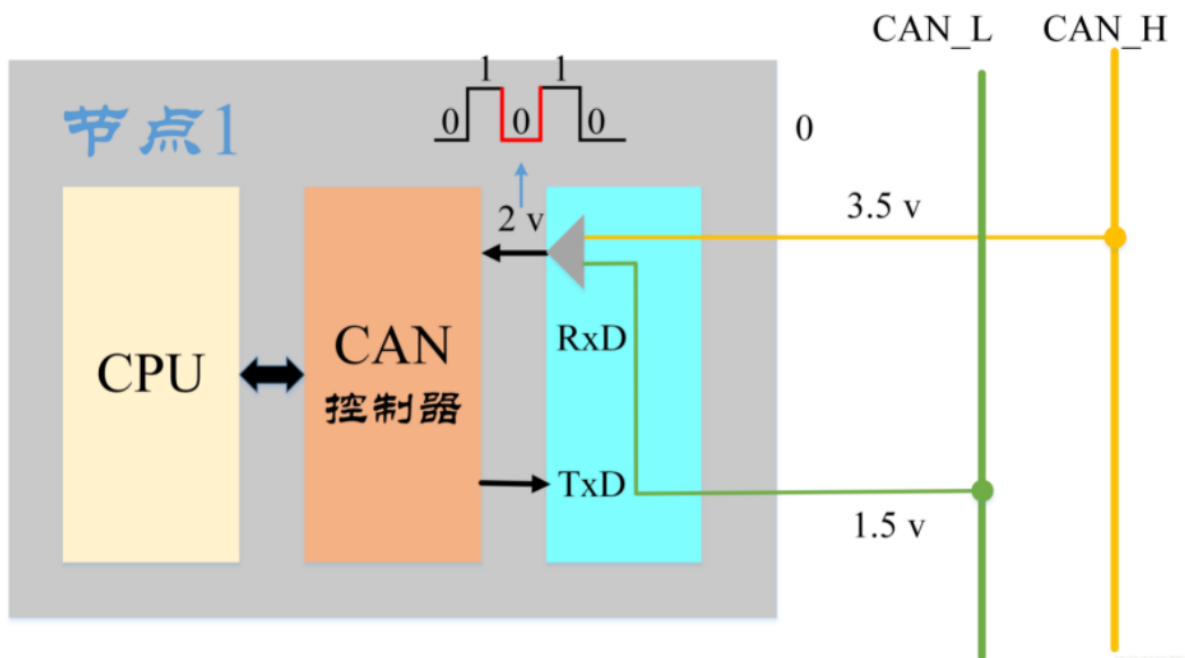 CAN_L CAN_H
节点1
1 1
0 0 0
0
2 v
3.5 v
CPU
CAN
控制器
RxD
TxD
1.5 v